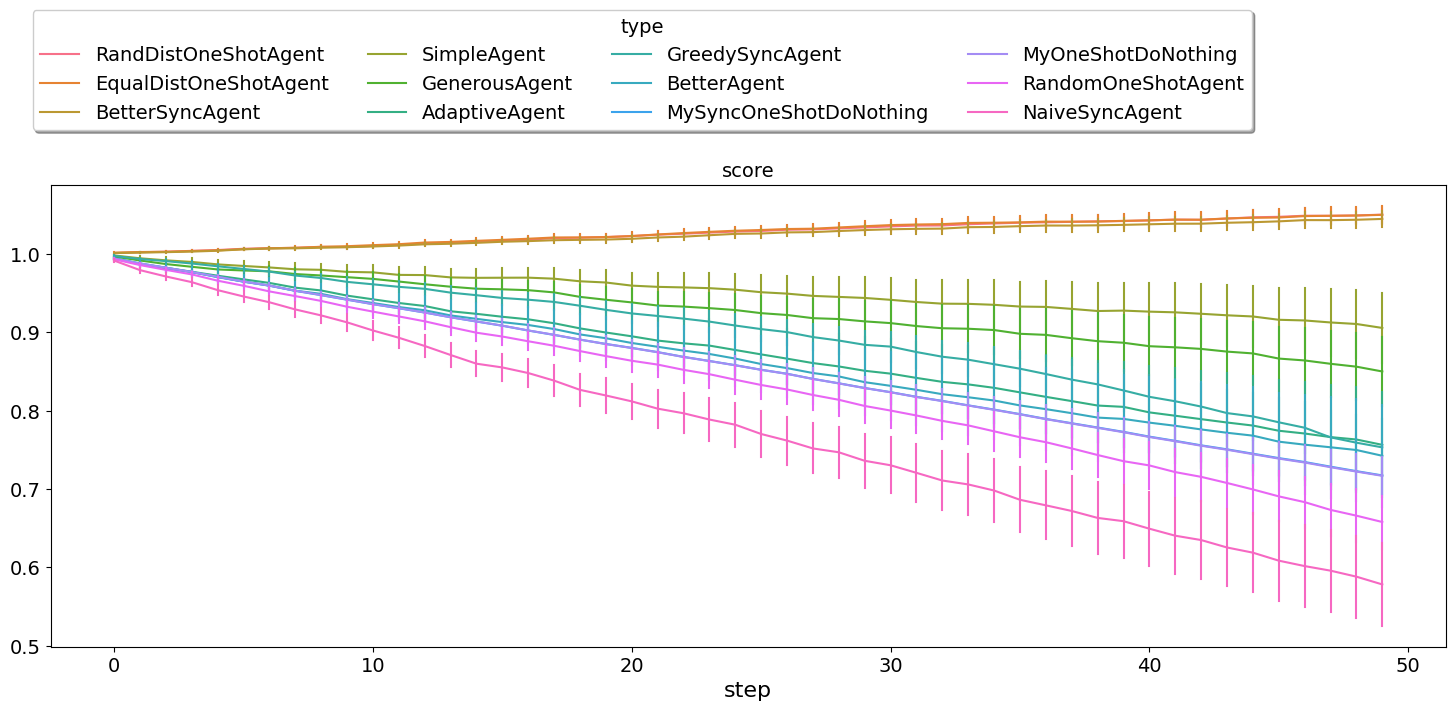 type
RandDistOneShotAgent SimpleAgent GreedySyncAgent MyOneShotDoNothing
EqualDistOneShotAgent GenerousAgent BetterAgent RandomOneShotAgent
BetterSyncAgent AdaptiveAgent MySyncOneShotDoNothing NaiveSyncAgent
score
1.0
0.9
0.8
0.7
0.6
0.5
0 10 20 30 40 50
step